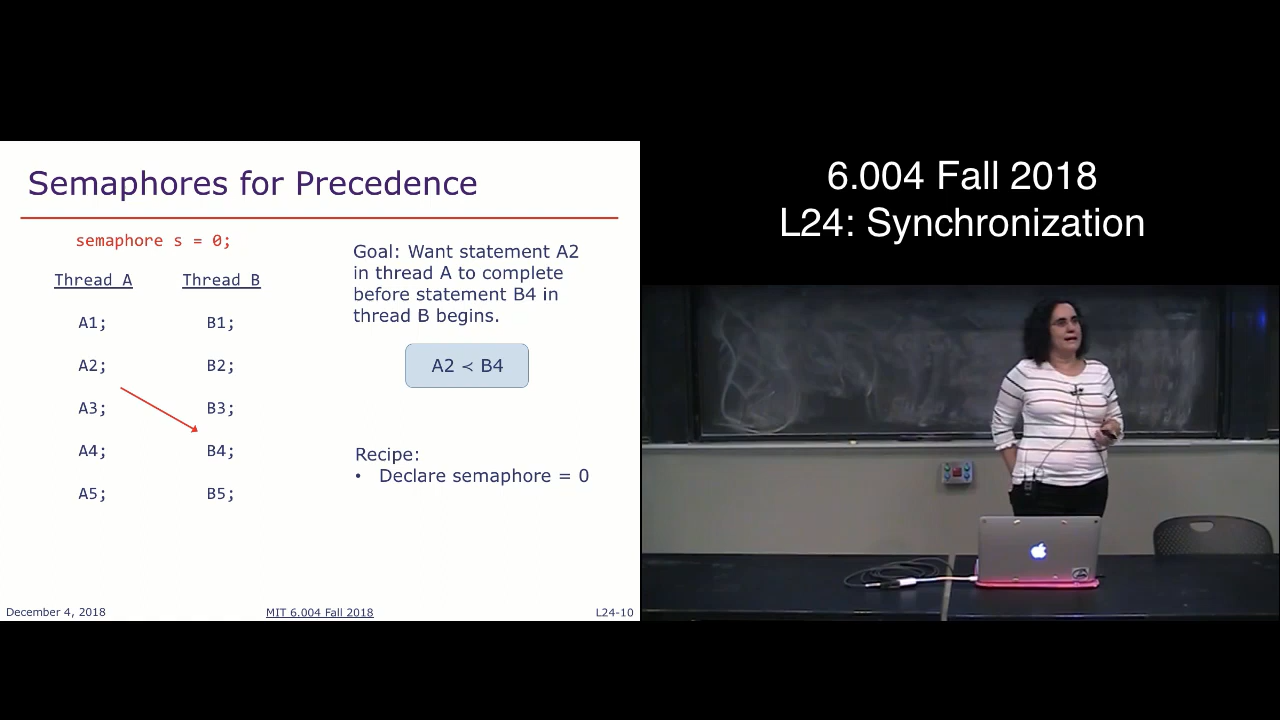 Semaphores for Precedence
semaphore s = 0;
Thread A Thread B
A1; B1;
A2; B2;
A3; B3;
A4; B4;
A5; B5;
Goal: Want statement A2
in thread A to complete
before statement B4 in
thread B begins.
A2 ≺ B4
Recipe:
• Declare semaphore = 0
December 4, 2018 MIT 6.004 Fall 2018 L24-10
6.004 Fall 2018
L24: Synchronization